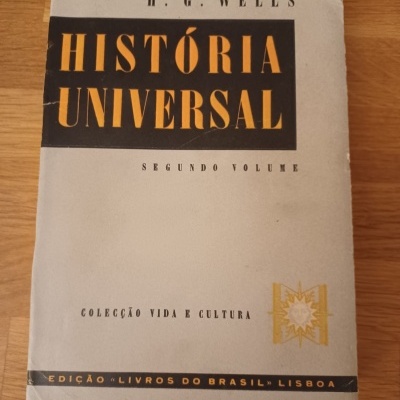 H. G. WELLS
HISTÓRIA
UNIVERSAL
SEGUNDO VOLUME
COLECÇÃO VIDA E CULTURA
EDIÇÃO «LIVROS DO BRASIL» LISBOA